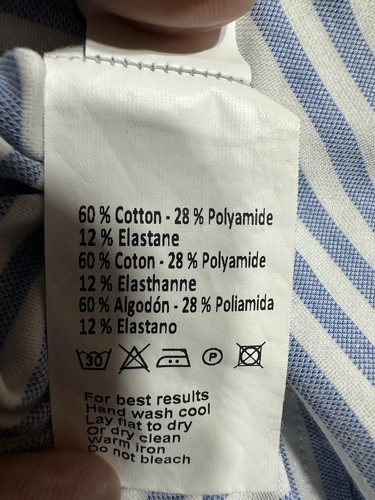 60 % Cotton - 28 % Polyamide
12 % Elastane
60 % Coton - 28 % Polyamide
12 % Elasthanne
60 % Algodón - 28 % Poliamida
12 % Elastano
30 P
For best results
Hand wash cool
Lay flat to dry
Or dry clean
Warm iron
Do not bleach